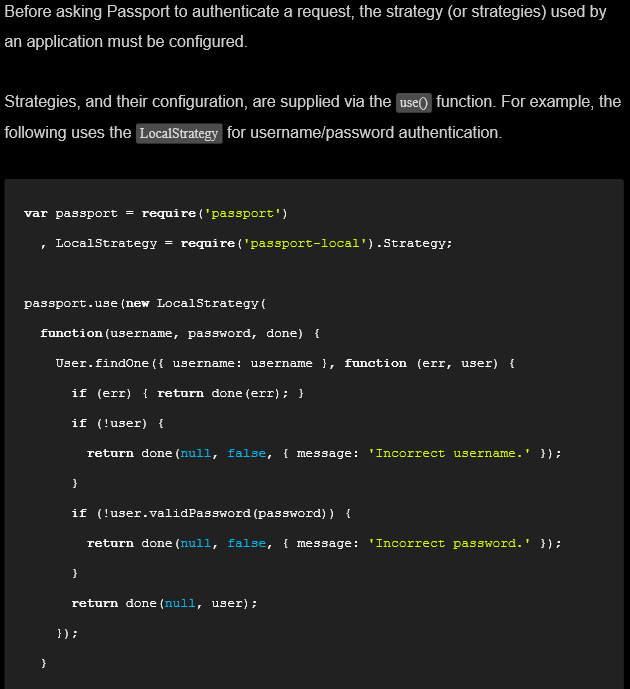 Before asking Passport to authenticate a request, the strategy (or strategies) used by
an application must be configured.
Strategies, and their configuration, are supplied via the use() function. For example, the
following uses the LocalStrategy for username/password authentication.
var passport = require('passport')
  , LocalStrategy = require('passport-local').Strategy;
passport.use(new LocalStrategy(
  function(username, password, done) {
    User.findOne({ username: username }, function (err, user) {
      if (err) { return done(err); }
      if (!user) {
        return done(null, false, { message: 'Incorrect username.' });
      }
      if (!user.validPassword(password)) {
        return done(null, false, { message: 'Incorrect password.' });
      }
      return done(null, user);
    });
  }